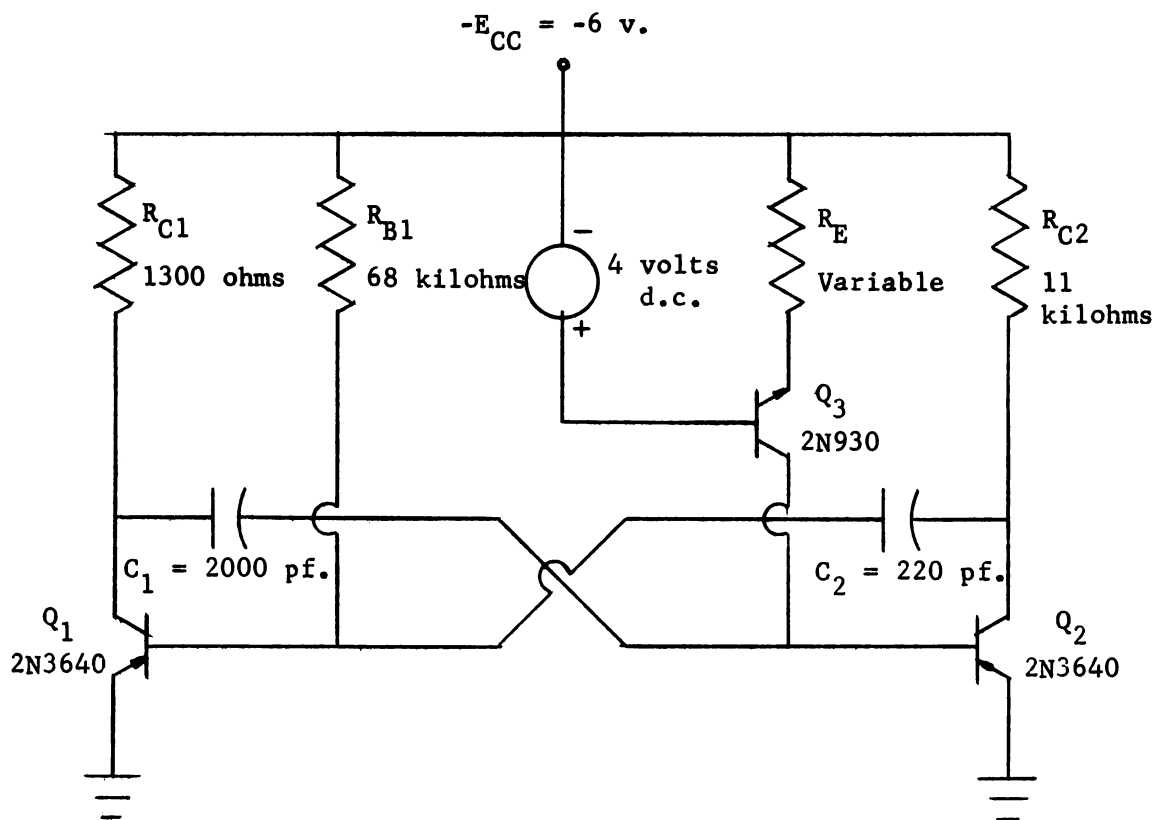 -E_CC = -6 v.
R_C1
1300 ohms
R_B1
68 kilohms
-
4 volts
d.c.
+
R_E
Variable
R_C2
11
kilohms
Q_3
2N930
C_1 = 2000 pf.
C_2 = 220 pf.
Q_1
2N3640
Q_2
2N3640